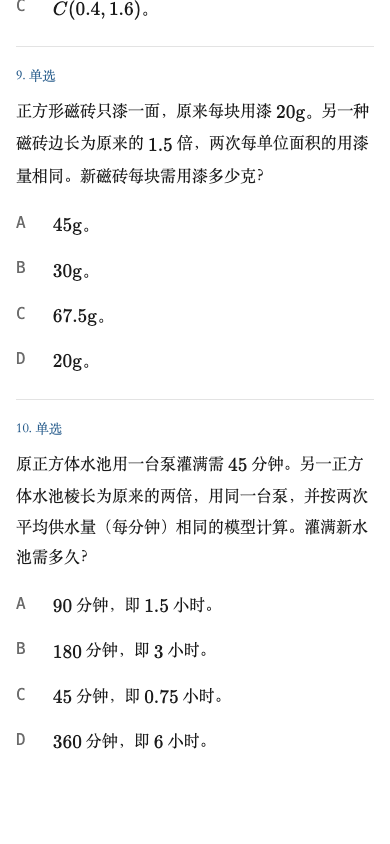 C C(0.4, 1.6)。
9. 单选
正方形磁砖只漆一面，原来每块用漆 20g。另一种
磁砖边长为原来的 1.5 倍，两次每单位面积的用漆
量相同。新磁砖每块需用漆多少克？
A 45g。
B 30g。
C 67.5g。
D 20g。
10. 单选
原正方体水池用一台泵灌满需 45 分钟。另一正方
体水池棱长为原来的两倍，用同一台泵，并按两次
平均供水量（每分钟）相同的模型计算。灌满新水
池需多久？
A 90 分钟，即 1.5 小时。
B 180 分钟，即 3 小时。
C 45 分钟，即 0.75 小时。
D 360 分钟，即 6 小时。